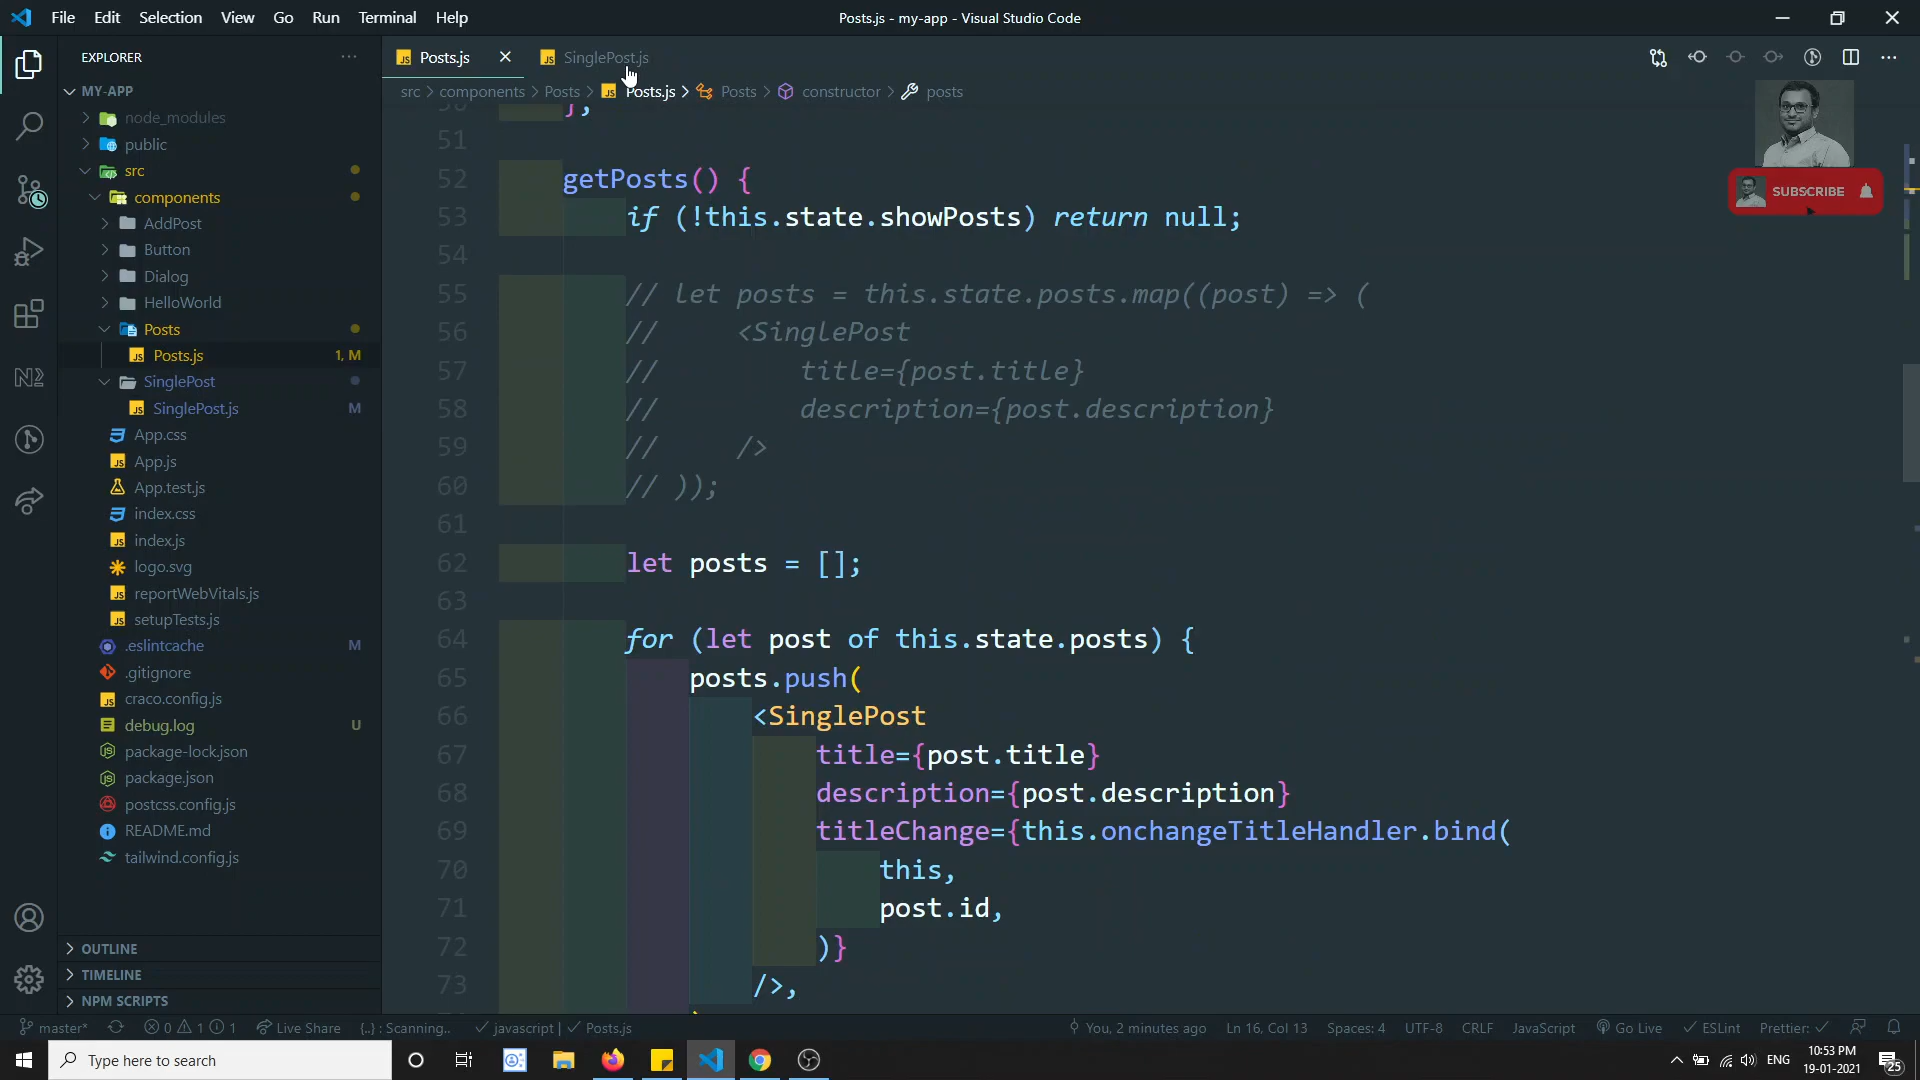 File Edit Selection View Go Run Terminal Help
Posts.js - my-app - Visual Studio Code
EXPLORER
MY-APP
node_modules
public
src
components
AddPost
Button
Dialog
HelloWorld
Posts
Posts.js 1, M
SinglePost
SinglePost.js M
App.css
App.js
App.test.js
index.css
index.js
logo.svg
reportWebVitals.js
setupTests.js
.eslintcache M
.gitignore
craco.config.js
debug.log U
package-lock.json
package.json
postcss.config.js
README.md
tailwind.config.js
OUTLINE
TIMELINE
NPM SCRIPTS
Posts.js SinglePost.js
src > components > Posts > Posts.js > Posts > constructor > posts
SUBSCRIBE
51
52 getPosts() {
53 if (!this.state.showPosts) return null;
54
55 // let posts = this.state.posts.map((post) => (
56 // <SinglePost
57 // title={post.title}
58 // description={post.description}
59 // />
60 // ));
61
62 let posts = [];
63
64 for (let post of this.state.posts) {
65 posts.push(
66 <SinglePost
67 title={post.title}
68 description={post.description}
69 titleChange={this.onchangeTitleHandler.bind(
70 this,
71 post.id,
72 )}
73 />,
master* 0 1 1 Live Share {..} : Scanning.. javascript | Posts.js You, 2 minutes ago Ln 16, Col 13 Spaces: 4 UTF-8 CRLF JavaScript Go Live ESLint Prettier:
Type here to search
ENG
10:53 PM
19-01-2021
25